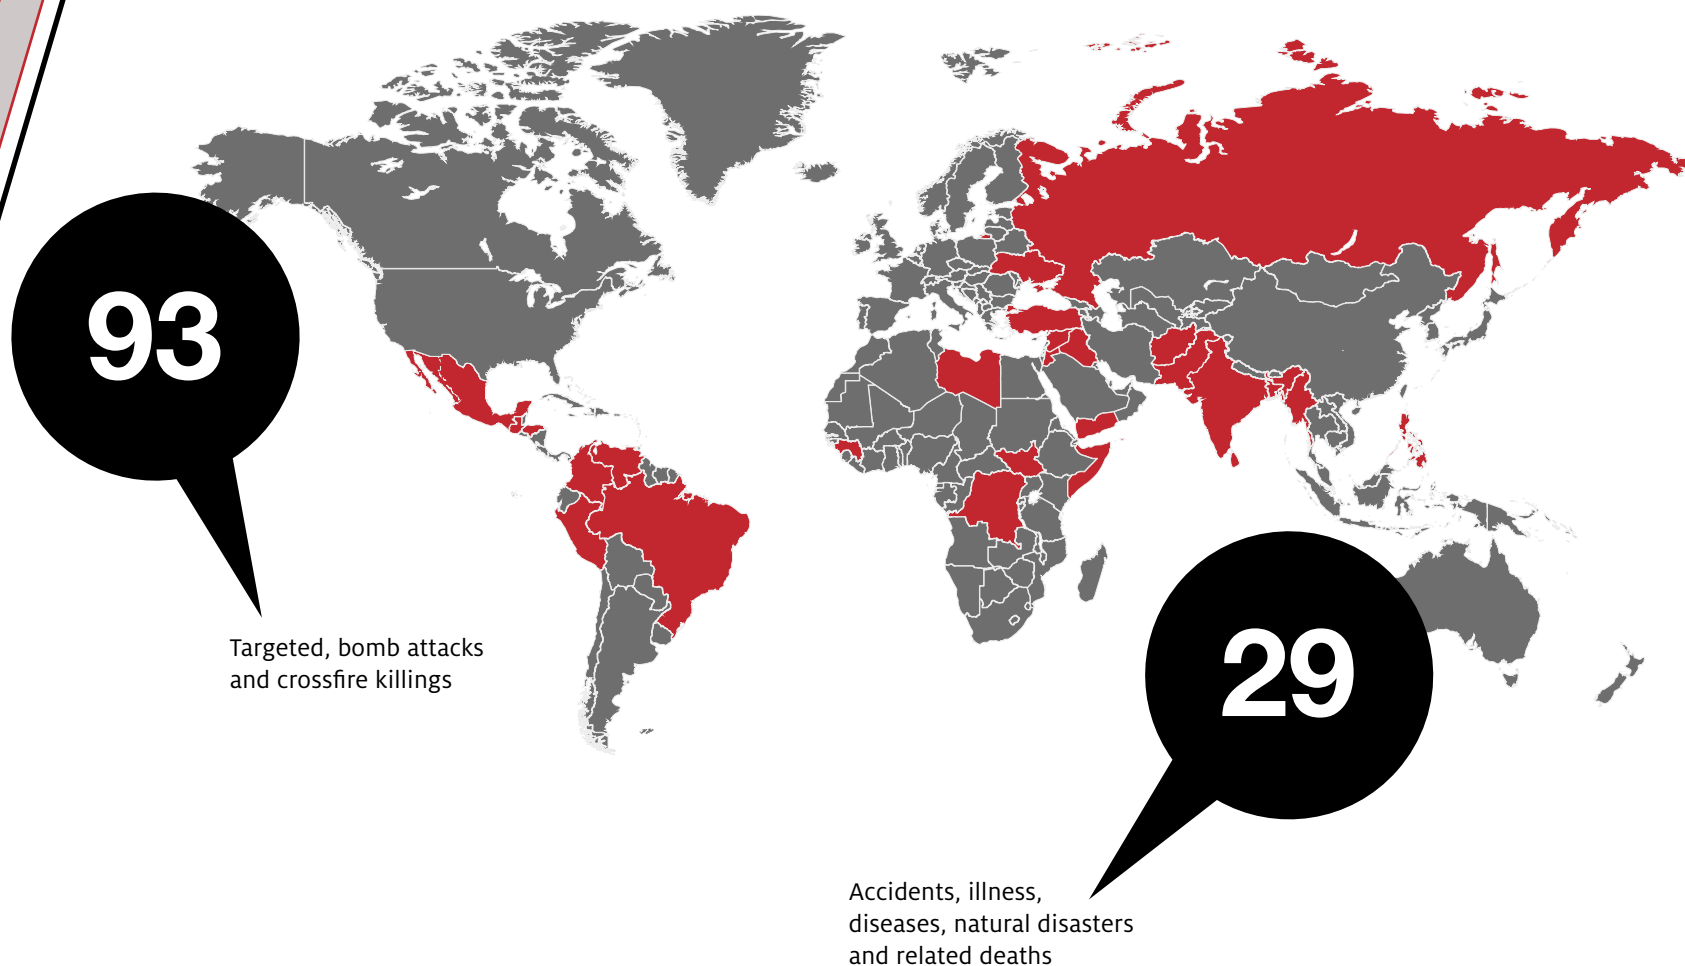 93
Targeted, bomb attacks
and crossfire killings
29
Accidents, illness,
diseases, natural disasters
and related deaths